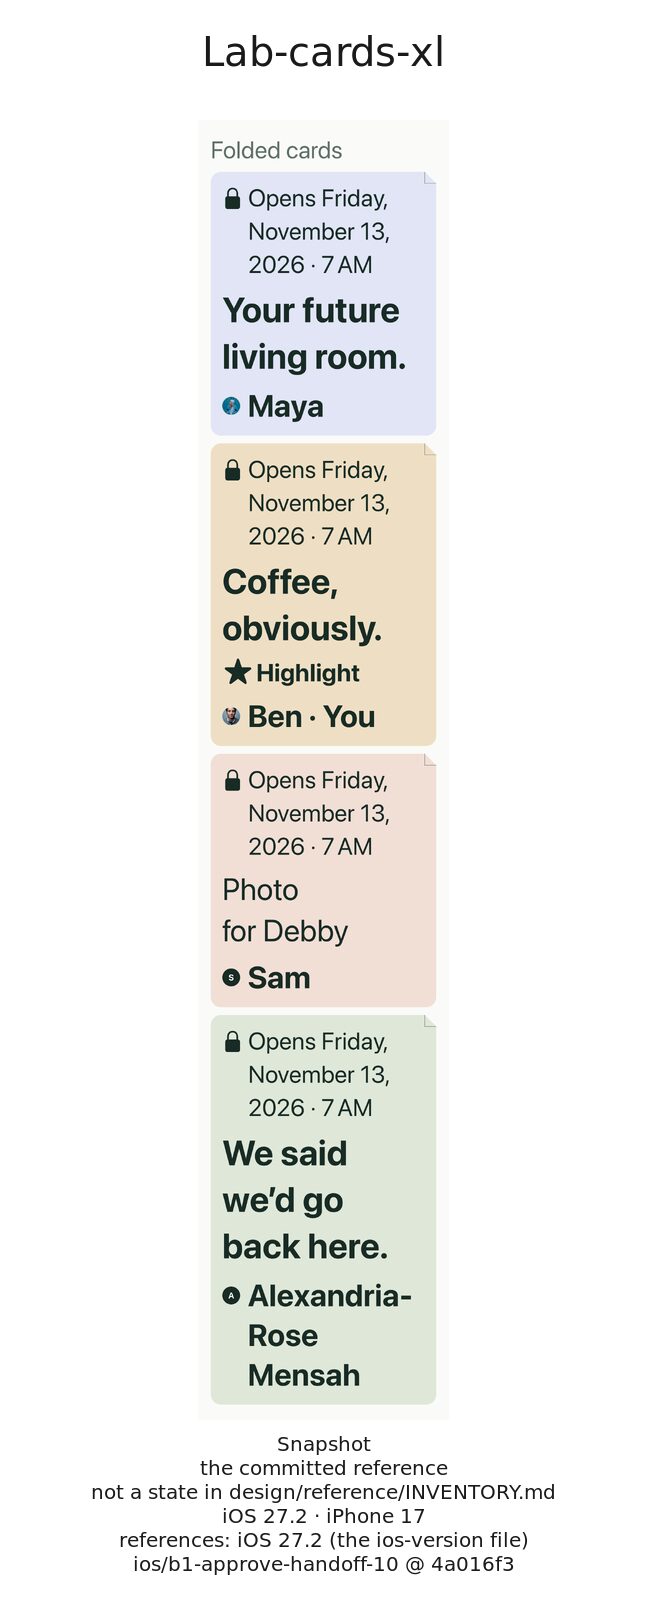 Lab-cards-xl
Folded cards
Opens Friday,
November 13,
2026 · 7 AM
Your future
living room.
Maya
Opens Friday,
November 13,
2026 · 7 AM
Coffee,
obviously.
Highlight
Ben · You
Opens Friday,
November 13,
2026 · 7 AM
Photo
for Debby
S Sam
Opens Friday,
November 13,
2026 · 7 AM
We said
we’d go
back here.
A Alexandria-
Rose
Mensah
Snapshot
the committed reference
not a state in design/reference/INVENTORY.md
iOS 27.2 · iPhone 17
references: iOS 27.2 (the ios-version file)
ios/b1-approve-handoff-10 @ 4a016f3